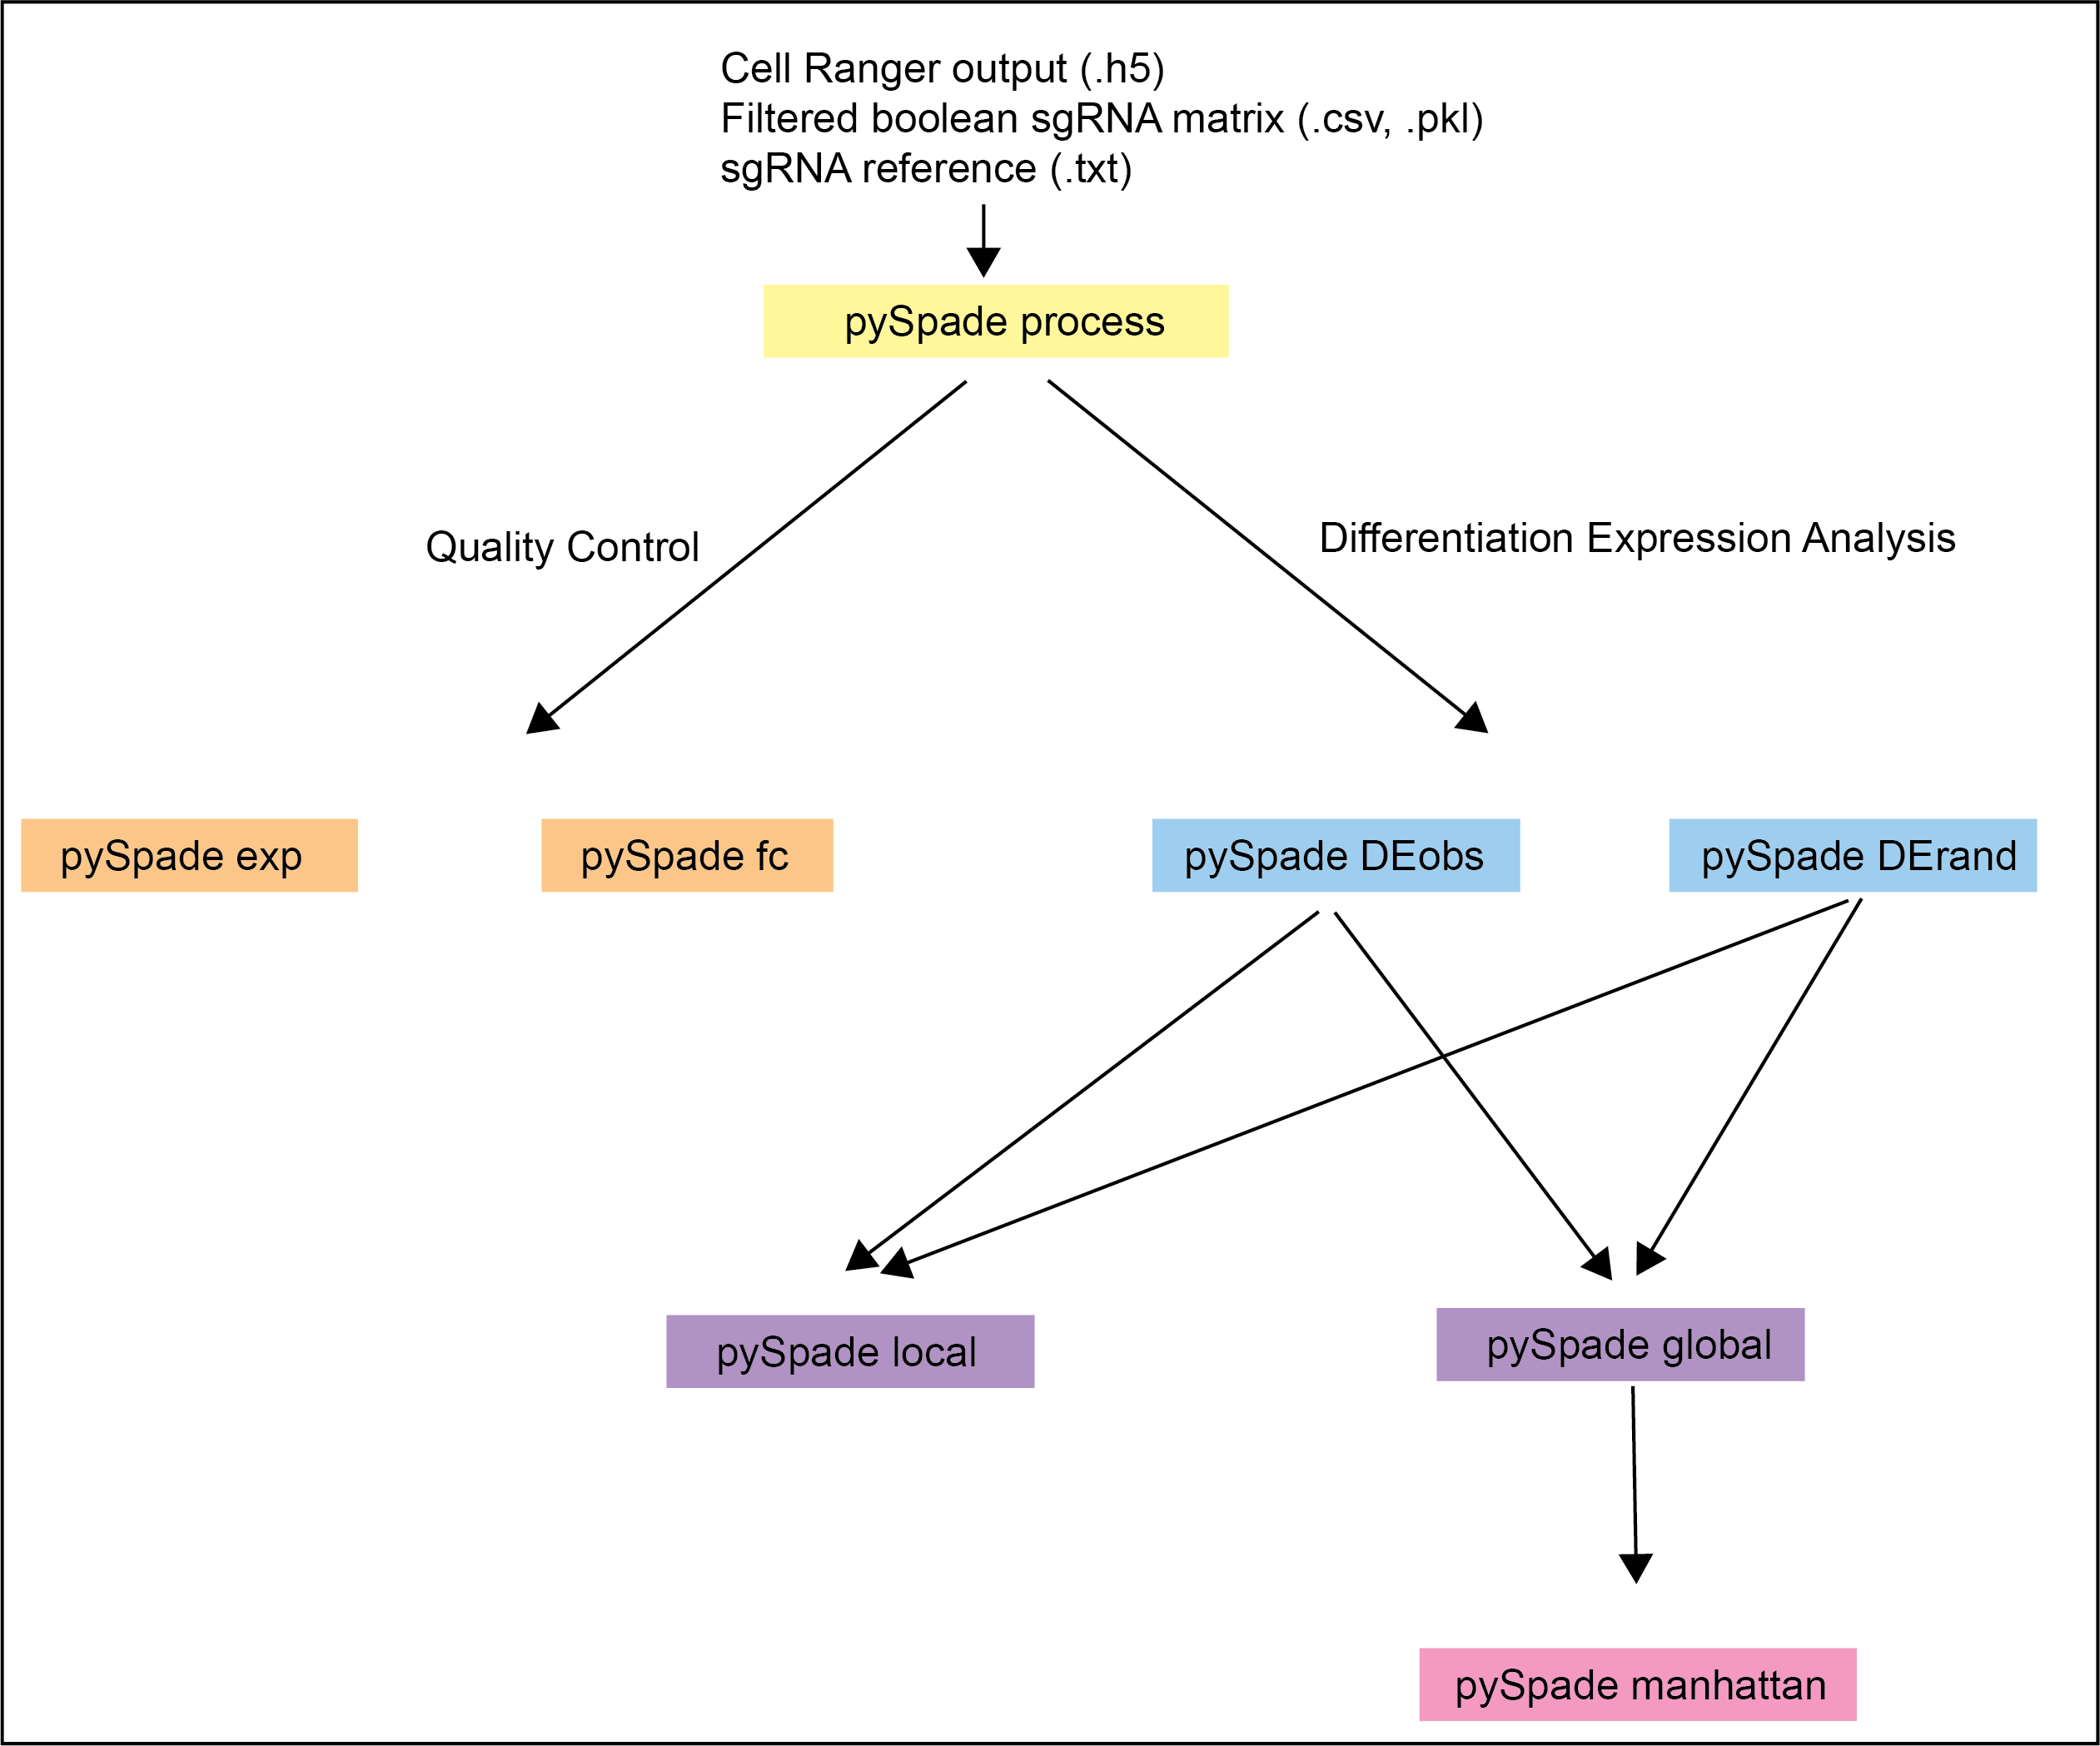 Cell Ranger output (.h5)
Filtered boolean sgRNA matrix (.csv, .pkl)
sgRNA reference (.txt)
pySpade process
Quality Control
Differentiation Expression Analysis
pySpade exp
pySpade fc
pySpade DEobs
pySpade DErand
pySpade local
pySpade global
pySpade manhattan